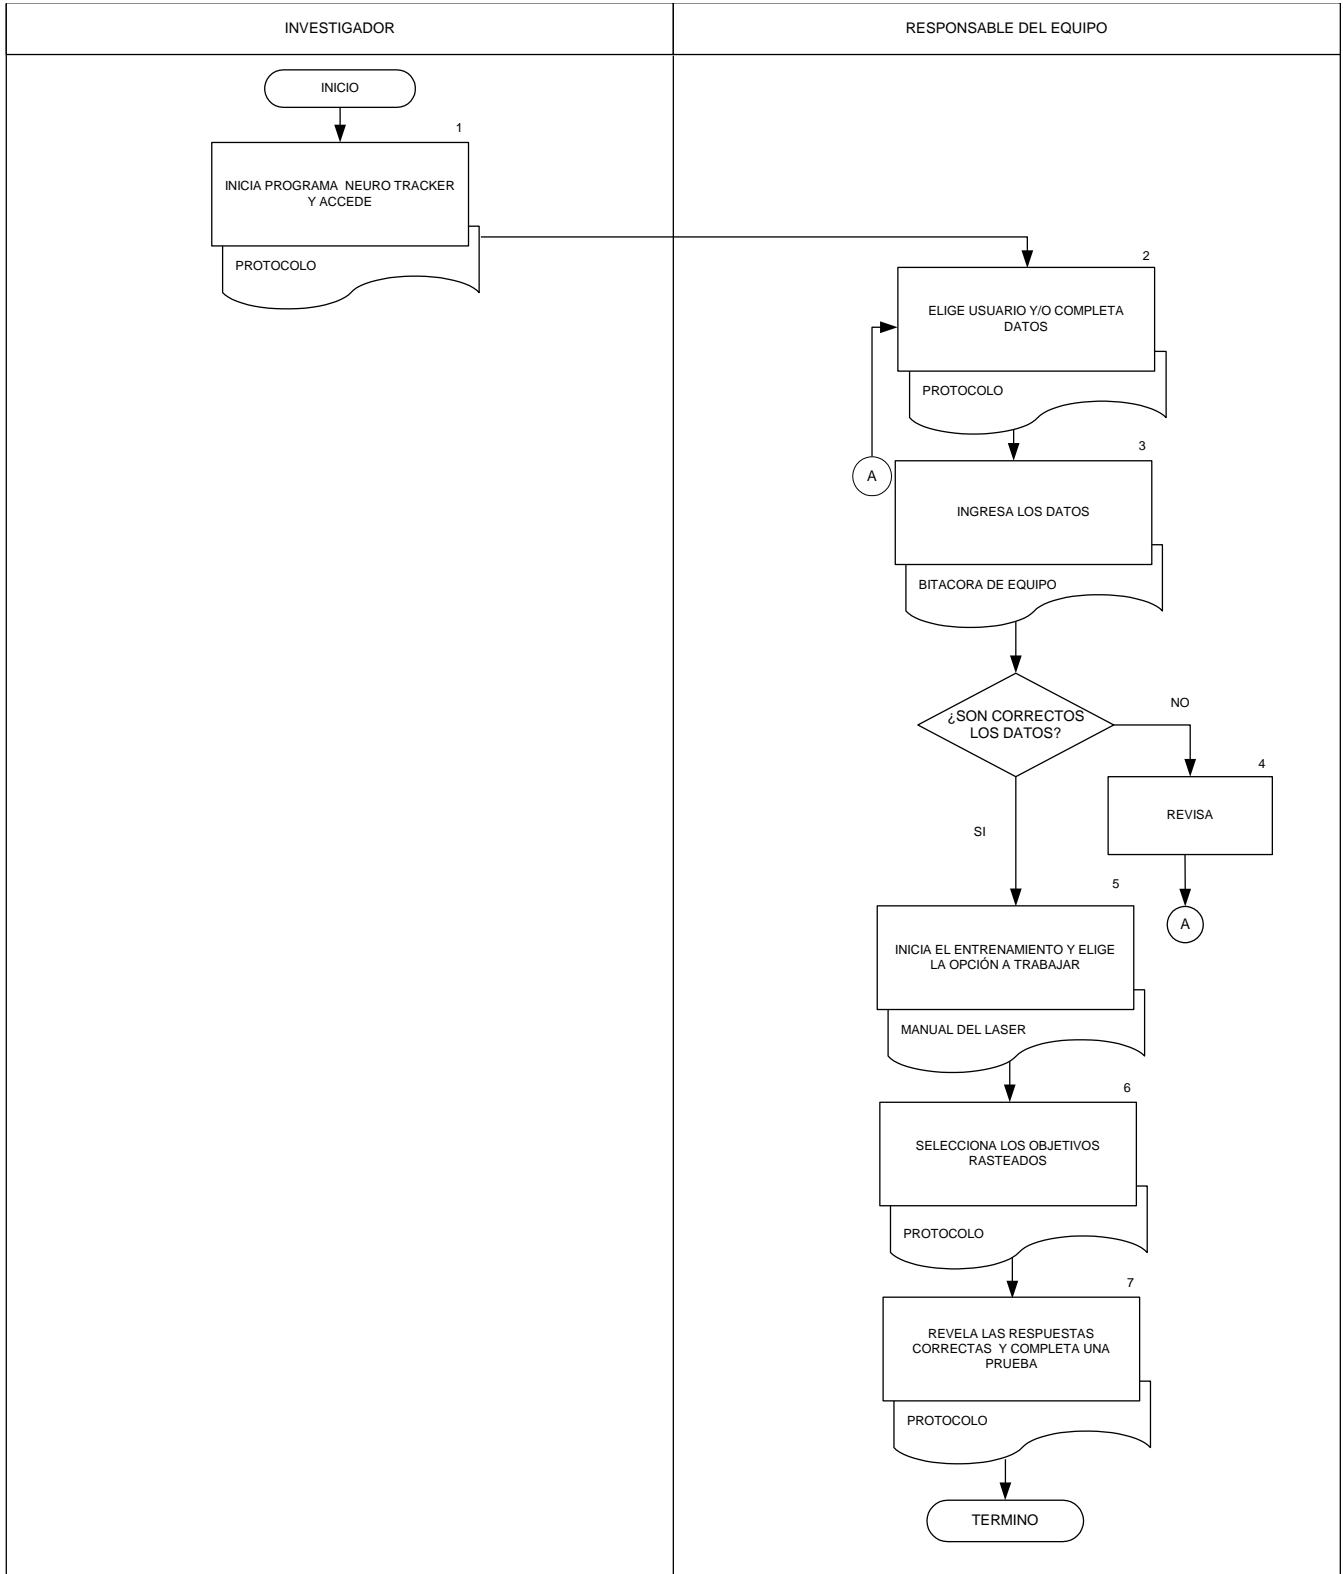 INVESTIGADOR
RESPONSABLE DEL EQUIPO
INICIO
1
INICIA PROGRAMA NEURO TRACKER
Y ACCEDE
PROTOCOLO
2
ELIGE USUARIO Y/O COMPLETA
DATOS
PROTOCOLO
A
3
INGRESA LOS DATOS
BITACORA DE EQUIPO
¿SON CORRECTOS
LOS DATOS?
NO
4
REVISA
SI
A
5
INICIA EL ENTRENAMIENTO Y ELIGE
LA OPCIÓN A TRABAJAR
MANUAL DEL LASER
6
SELECCIONA LOS OBJETIVOS
RASTEADOS
PROTOCOLO
7
REVELA LAS RESPUESTAS
CORRECTAS Y COMPLETA UNA
PRUEBA
PROTOCOLO
TERMINO